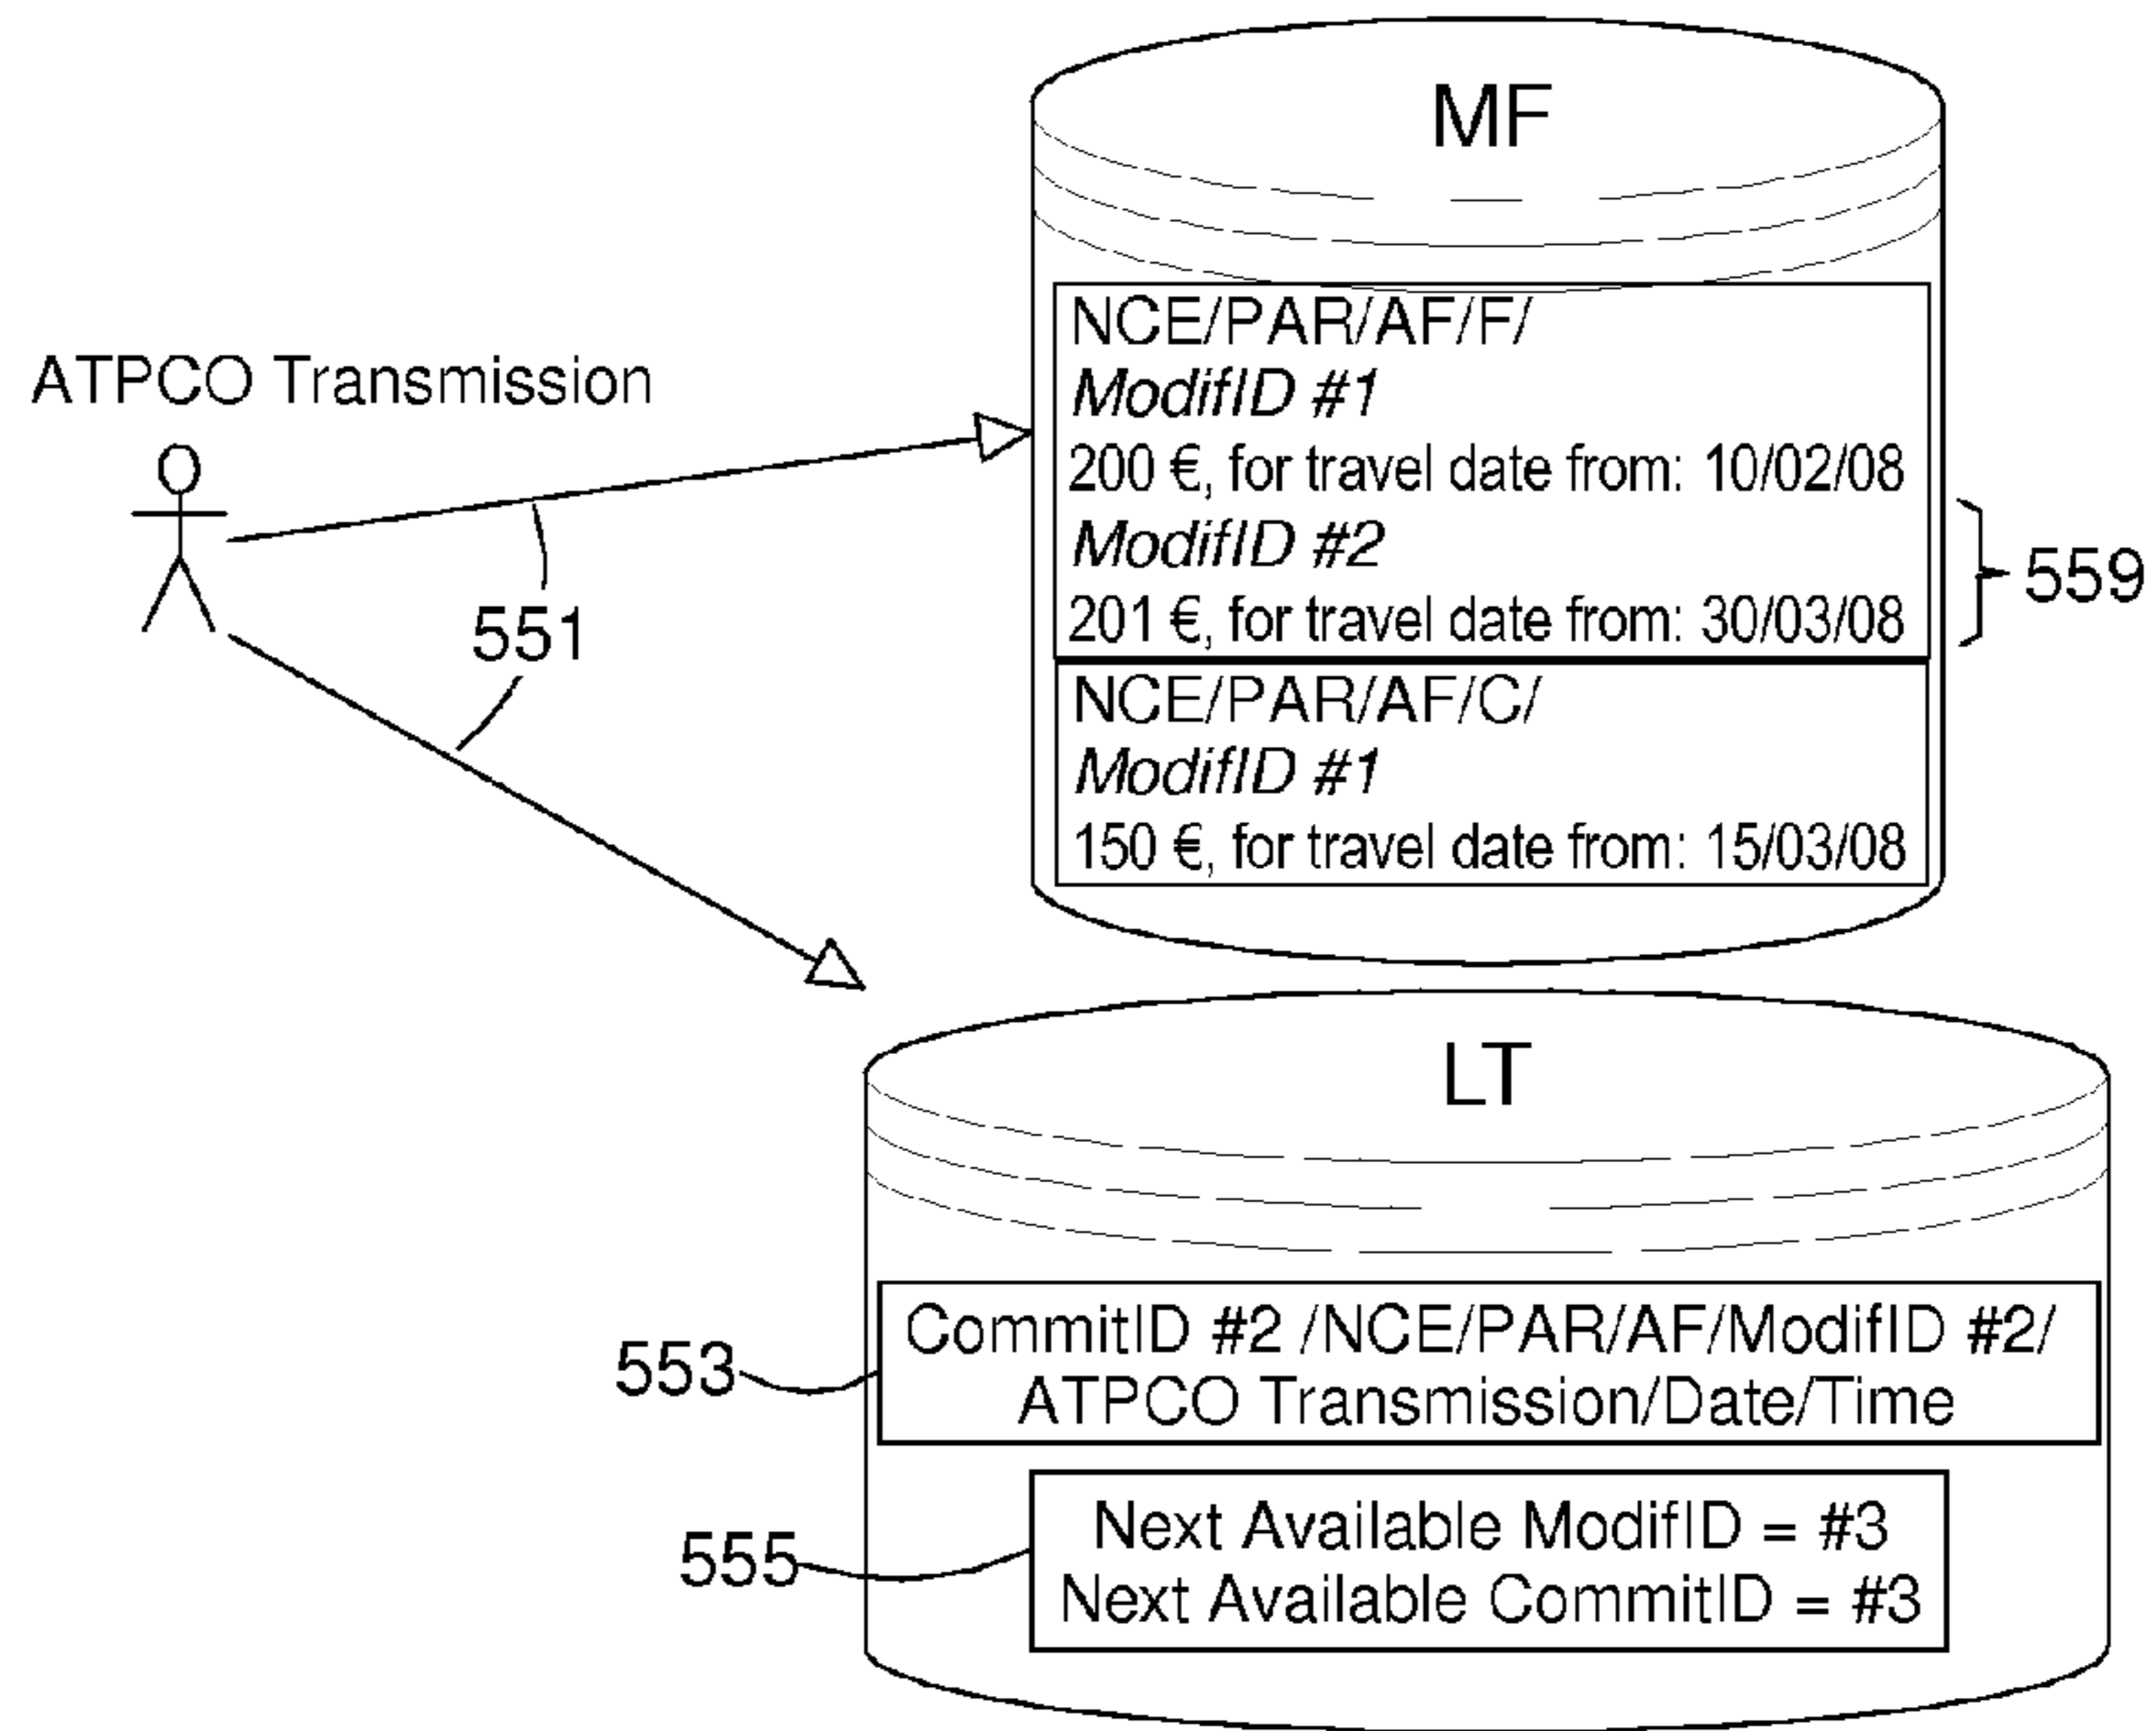 MF
ATPCO Transmission
551
NCE/PAR/AF/F/
ModifID #1
200 €, for travel date from: 10/02/08
ModifID #2
201 €, for travel date from: 30/03/08
559
NCE/PAR/AF/C/
ModifID #1
150 €, for travel date from: 15/03/08
LT
553
CommitID #2 /NCE/PAR/AF/ModifID #2/
ATPCO Transmission/Date/Time
555
Next Available ModifID = #3
Next Available CommitID = #3